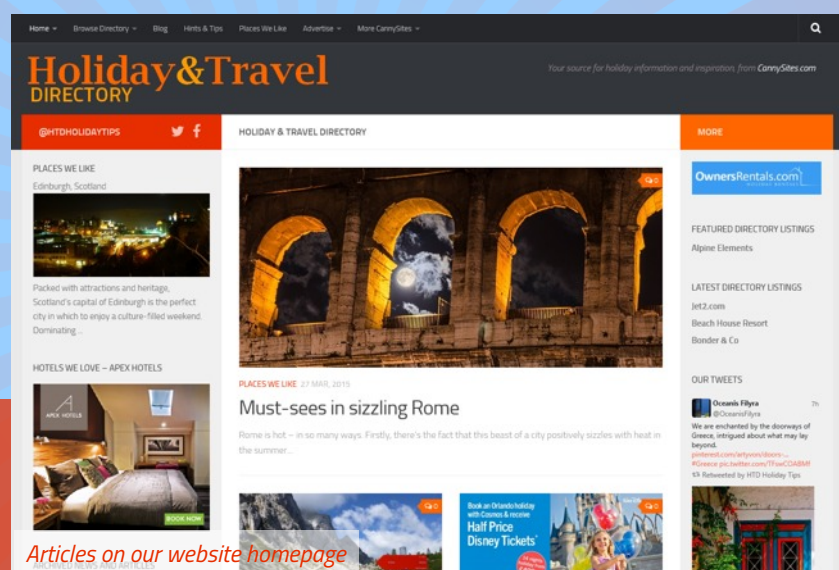 Home Browse Directory Blog Hints & Tips Places We Like Advertise More CannySites
Holiday&Travel
DIRECTORY
Your source for holiday information and inspiration, from CannySites.com
@HTDHOLIDAYTIPS
HOLIDAY & TRAVEL DIRECTORY
MORE
PLACES WE LIKE
Edinburgh, Scotland
Packed with attractions and heritage,
Scotland's capital of Edinburgh is the perfect
city in which to enjoy a culture-filled weekend.
Dominating...
HOTELS WE LOVE – APEX HOTELS
APEX HOTELS
BOOK NOW
ARCHIVED NEWS AND ARTICLES
Articles on our website homepage
0
PLACES WE LIKE 27 MAR, 2015
Must-sees in sizzling Rome
Rome is hot – in so many ways. Firstly, there's the fact that this beast of a city positively sizzles with heat in
the summer...
0
Book an Orlando holiday
with Cosmos & receive
Half Price
Disney Tickets
0
OwnersRentals.com
FEATURED DIRECTORY LISTINGS
Alpine Elements
LATEST DIRECTORY LISTINGS
Jet2.com
Beach House Resort
Bonder & Co
OUR TWEETS
Oceanis Filyra
@OceanisFilyra
We are enchanted by the doorways of
Greece, intrigued about what may lay
beyond.
pinterest.com/artyvon/doors-...
#Greece pic.twitter.com/TFswCOABMf
Retweeted by HTD Holiday Tips